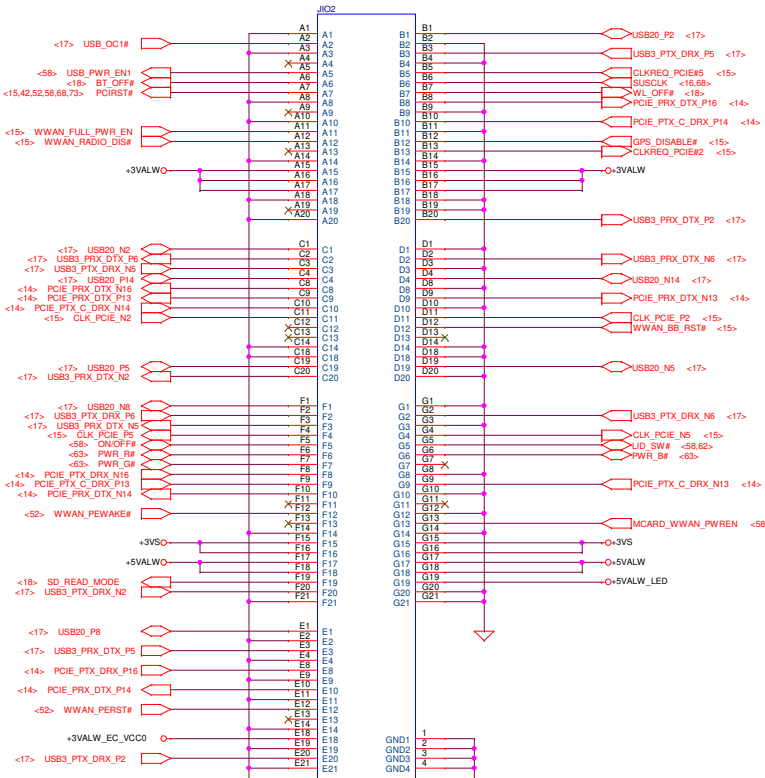 JIO2
A1 A1 B1 B1 USB20_P2 <17>
<17> USB_OC1# A2 A2 B2 B2
A3 A3 B3 B3 USB3_PRX_DTX_P5 <17>
A4 A4 B4 B4
<58> USB_PWR_EN1 A5 A5 B5 B5 CLKREQ_PCIE#5 <15>
<18> BT_OFF# A6 A6 B6 B6 SUSCLK <16,68>
<15,42,52,58,68,73> PCIRST# A7 A7 B7 B7 WL_OFF# <18>
A8 A8 B8 B8 PCIE_PTX_DRX_P16 <14>
A9 A9 B9 B9
A10 A10 B10 B10 PCIE_PTX_C_DRX_P14 <14>
<15> WWAN_FULL_PWR_EN A11 A11 B11 B11
<15> WWAN_RADIO_DIS# A12 A12 B12 B12 GPS_DISABLE# <15>
A13 A13 B13 B13 CLKREQ_PCIE#2 <15>
A14 A14 B14 B14
+3VALW A15 A15 B15 B15 +3VALW
A16 A16 B16 B16
A17 A17 B17 B17
A18 A18 B18 B18
A19 A19 B19 B19
A20 A20 B20 B20 USB3_PRX_DTX_P2 <17>
<17> USB20_N2 C1 C1 D1 D1
<17> USB3_PRX_DTX_P6 C2 C2 D2 D2 USB3_PRX_DTX_N6 <17>
<17> USB3_PTX_DRX_N5 C3 C3 D3 D3
<17> USB20_P14 C4 C4 D4 D4 USB20_N14 <17>
<14> PCIE_PRX_DTX_N16 C8 C8 D8 D8
<14> PCIE_PRX_DTX_P13 C9 C9 D9 D9 PCIE_PRX_DTX_N13 <14>
<14> PCIE_PTX_C_DRX_N14 C10 C10 D10 D10
<15> CLK_PCIE_N2 C11 C11 D11 D11 CLK_PCIE_P2 <15>
C12 C12 D12 D12 WWAN_BB_RST# <15>
C13 C13 D13 D13
C14 C14 D14 D14
C18 C18 D18 D18
<17> USB20_P5 C19 C19 D19 D19 USB20_N5 <17>
<17> USB3_PRX_DTX_N2 C20 C20 D20 D20
<17> USB20_N8 F1 F1 G1 G1
<17> USB3_PTX_DRX_P6 F2 F2 G2 G2 USB3_PTX_DRX_N6 <17>
<17> USB3_PRX_DTX_N5 F3 F3 G3 G3
<15> CLK_PCIE_P5 F4 F4 G4 G4 CLK_PCIE_N5 <15>
<58> ON/OFF# F5 F5 G5 G5 LID_SW# <58,62>
<63> PWR_R# F6 F6 G6 G6 PWR_B# <63>
<63> PWR_G# F7 F7 G7 G7
<14> PCIE_PTX_DRX_N16 F8 F8 G8 G8
<14> PCIE_PTX_C_DRX_P13 F9 F9 G9 G9 PCIE_PTX_C_DRX_N13 <14>
<14> PCIE_PRX_DTX_N14 F10 F10 G10 G10
F11 F11 G11 G11
<52> WWAN_PEWAKE# F12 F12 G12 G12
F13 F13 G13 G13 MCARD_WWAN_PWREN <58
F14 F14 G14 G14
+3VS F15 F15 G15 G15 +3VS
F16 F16 G16 G16
+5VALW F17 F17 G17 G17 +5VALW
F18 F18 G18 G18
<18> SD_READ_MODE F19 F19 G19 G19 +5VALW_LED
<17> USB3_PTX_DRX_N2 F20 F20 G20 G20
F21 F21 G21 G21
<17> USB20_P8 E1 E1
E2 E2
<17> USB3_PTX_DRX_P5 E3 E3
E4 E4
<14> PCIE_PTX_DRX_P16 E8 E8
E9 E9
<14> PCIE_PRX_DTX_P14 E10 E10
E11 E11
<52> WWAN_PERST# E12 E12
E13 E13
E14 E14
+3VALW_EC_VCC0 E18 E18 GND1 1
E19 E19 GND2 2
<17> USB3_PTX_DRX_P2 E20 E20 GND3 3
E21 E21 GND4 4